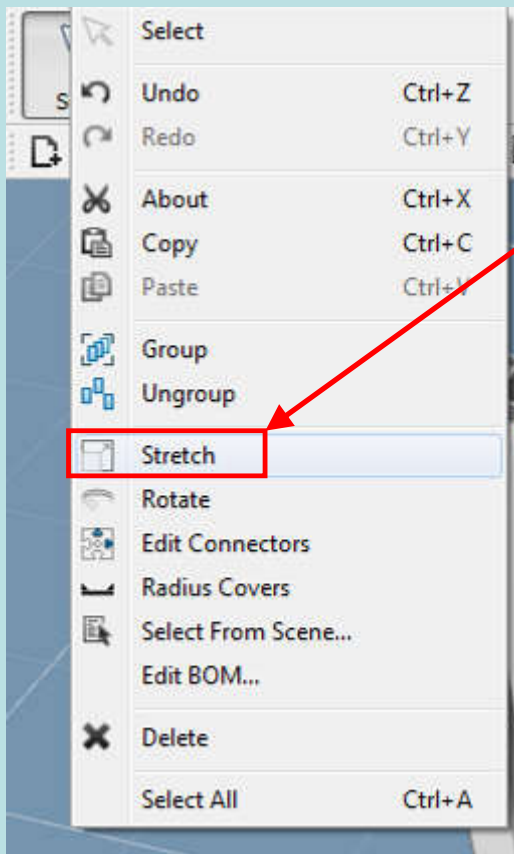 Select
Undo Ctrl+Z
Redo Ctrl+Y
About Ctrl+X
Copy Ctrl+C
Paste Ctrl+V
Group
Ungroup
Stretch
Rotate
Edit Connectors
Radius Covers
Select From Scene...
Edit BOM...
Delete
Select All Ctrl+A